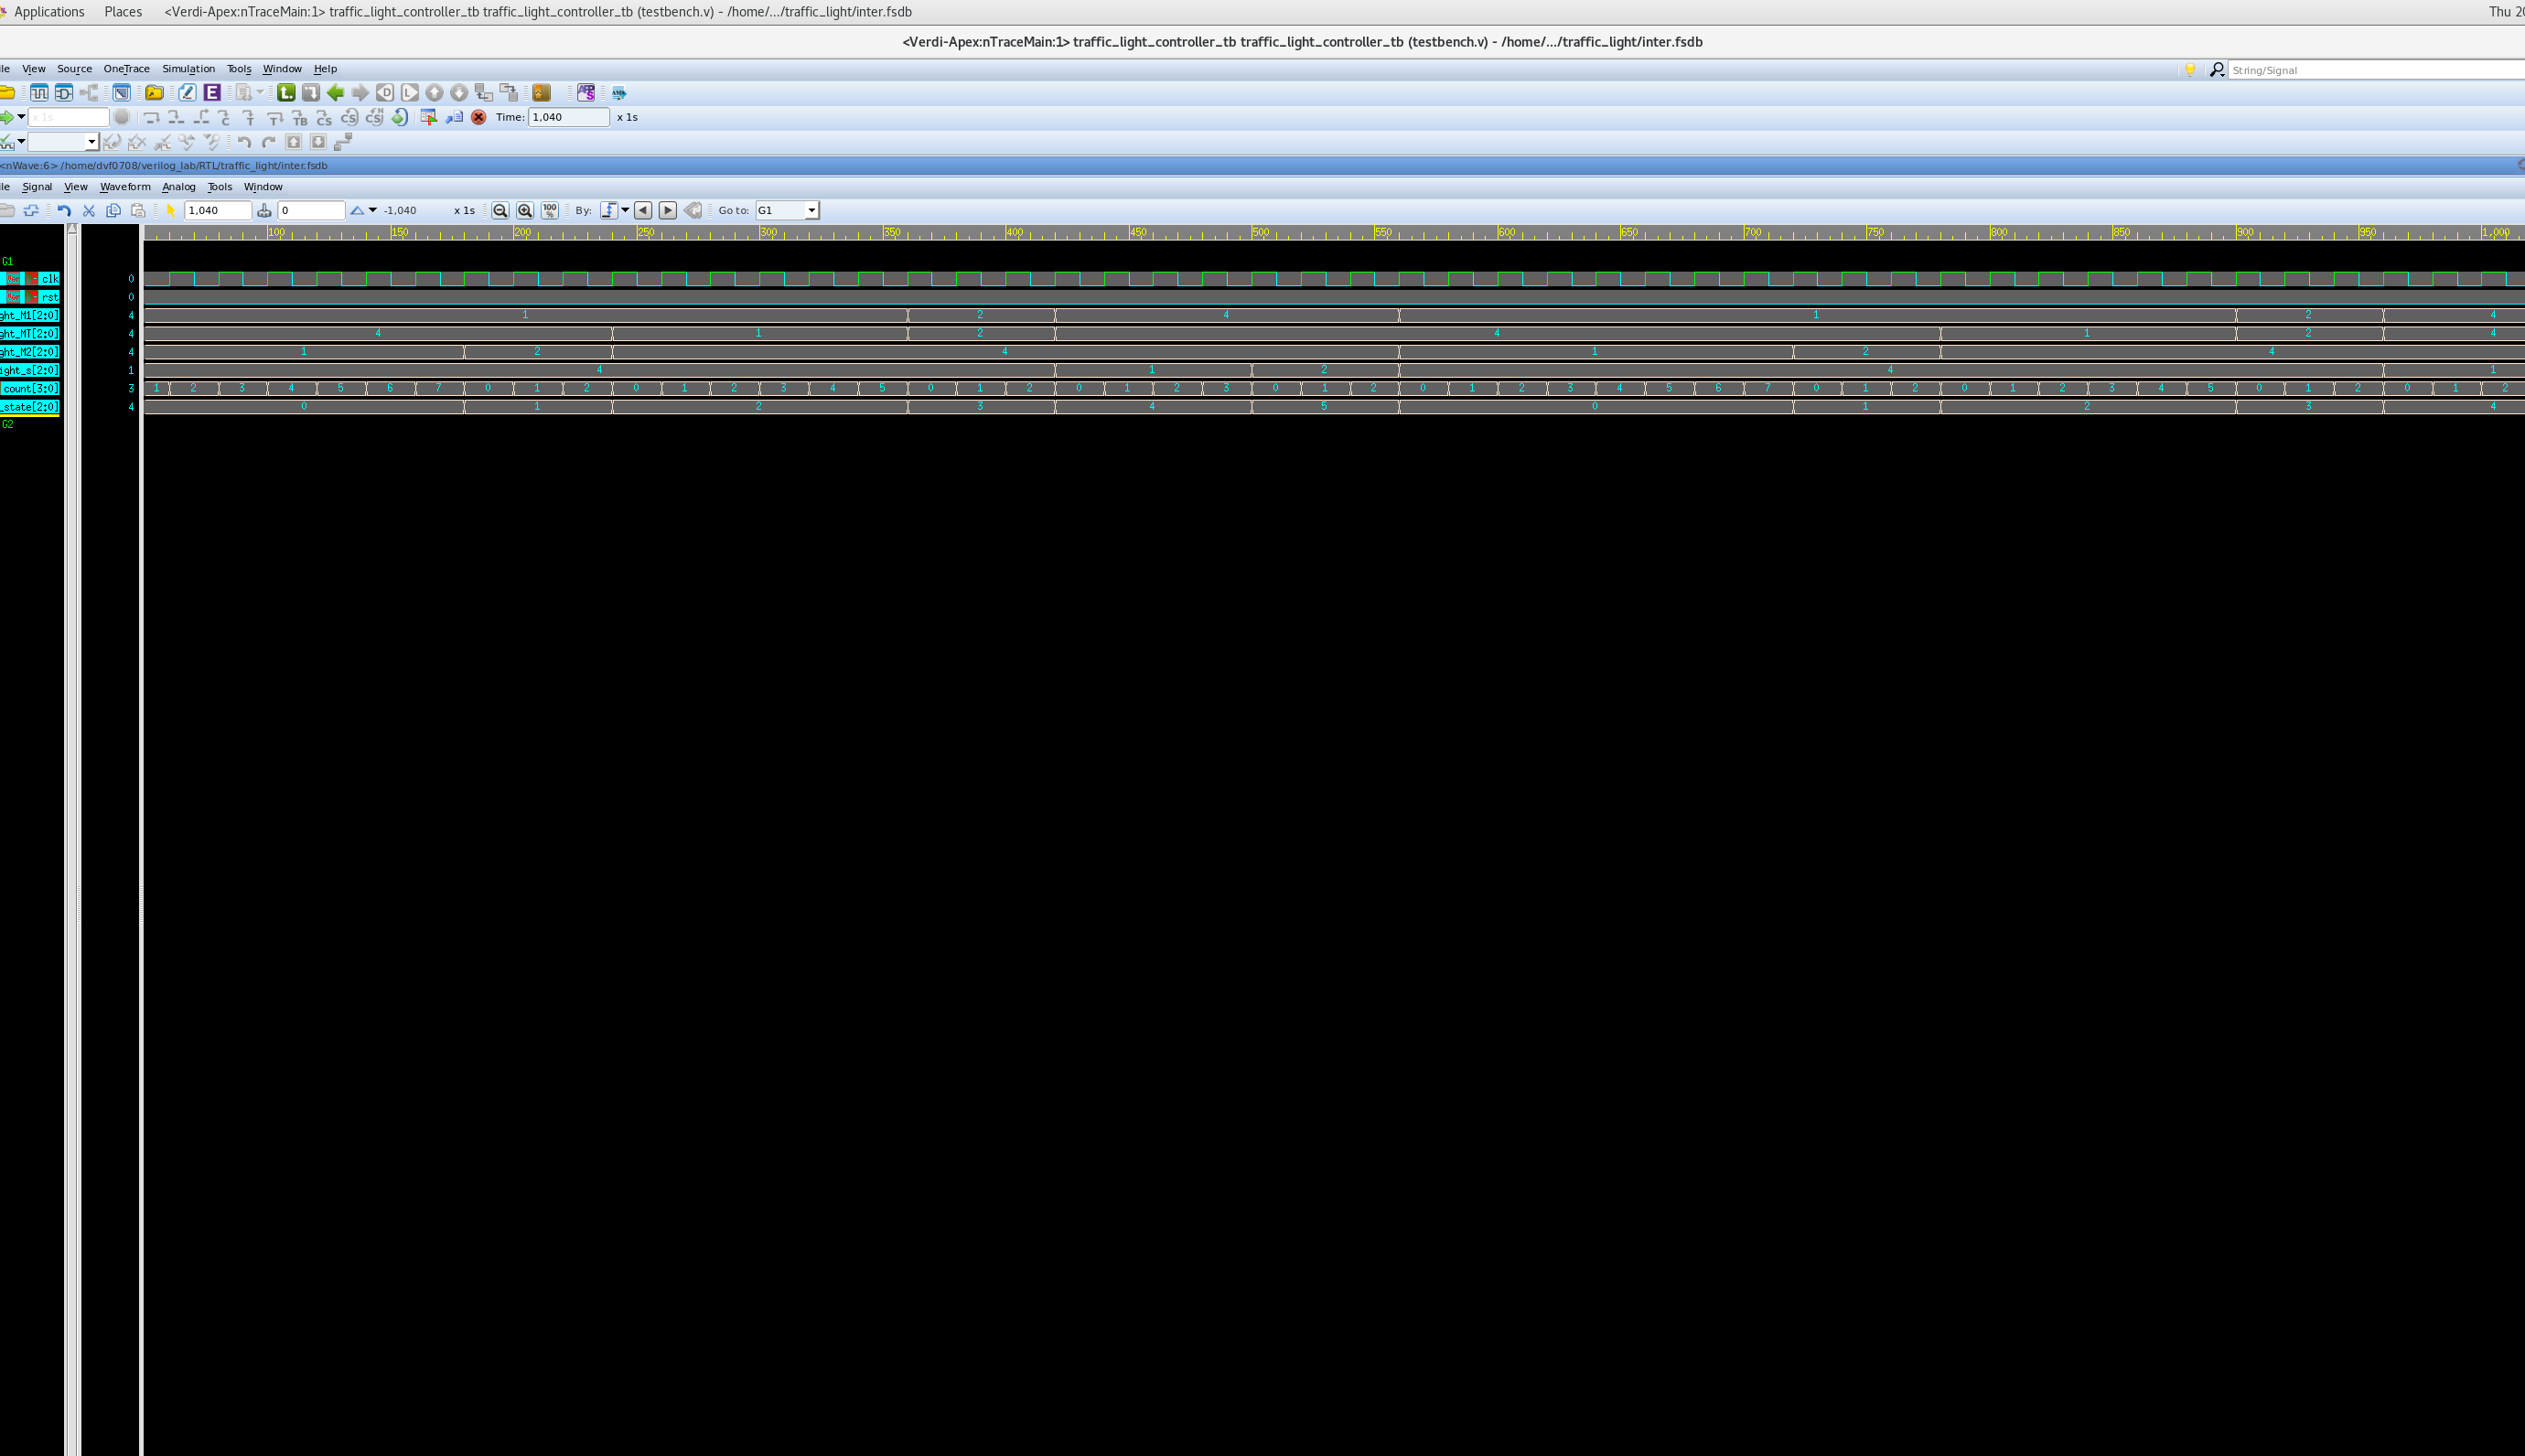 Applications Places <Verdi-Apex:nTraceMain:1> traffic_light_controller_tb traffic_light_controller_tb (testbench.v) - /home/.../traffic_light/inter.fsdb Thu 20
<Verdi-Apex:nTraceMain:1> traffic_light_controller_tb traffic_light_controller_tb (testbench.v) - /home/.../traffic_light/inter.fsdb
ile View Source OneTrace Simulation Tools Window Help String/Signal
x 1s Time: 1,040 x 1s
<nWave:6> /home/dvf0708/verilog_lab/RTL/traffic_light/inter.fsdb
ile Signal View Waveform Analog Tools Window
1,040 0 -1,040 x 1s 100 % By: Go to: G1
100 150 200 250 300 350 400 450 500 550 600 650 700 750 800 850 900 950 1,000
G1
clk 0
rst 0
ght_M1[2:0] 4 1 2 4 1 2 4
ght_MT[2:0] 4 4 1 2 4 1 2 4
ght_M2[2:0] 4 1 2 4 1 2 4
ight_s[2:0] 1 4 1 2 4 1
count[3:0] 3 1 2 3 4 5 6 7 0 1 2 0 1 2 3 4 5 0 1 2 0 1 2 3 0 1 2 0 1 2 3 4 5 6 7 0 1 2 0 1 2 3 4 5 0 1 2 0 1 2
_state[2:0] 4 0 1 2 3 4 5 0 1 2 3 4
G2